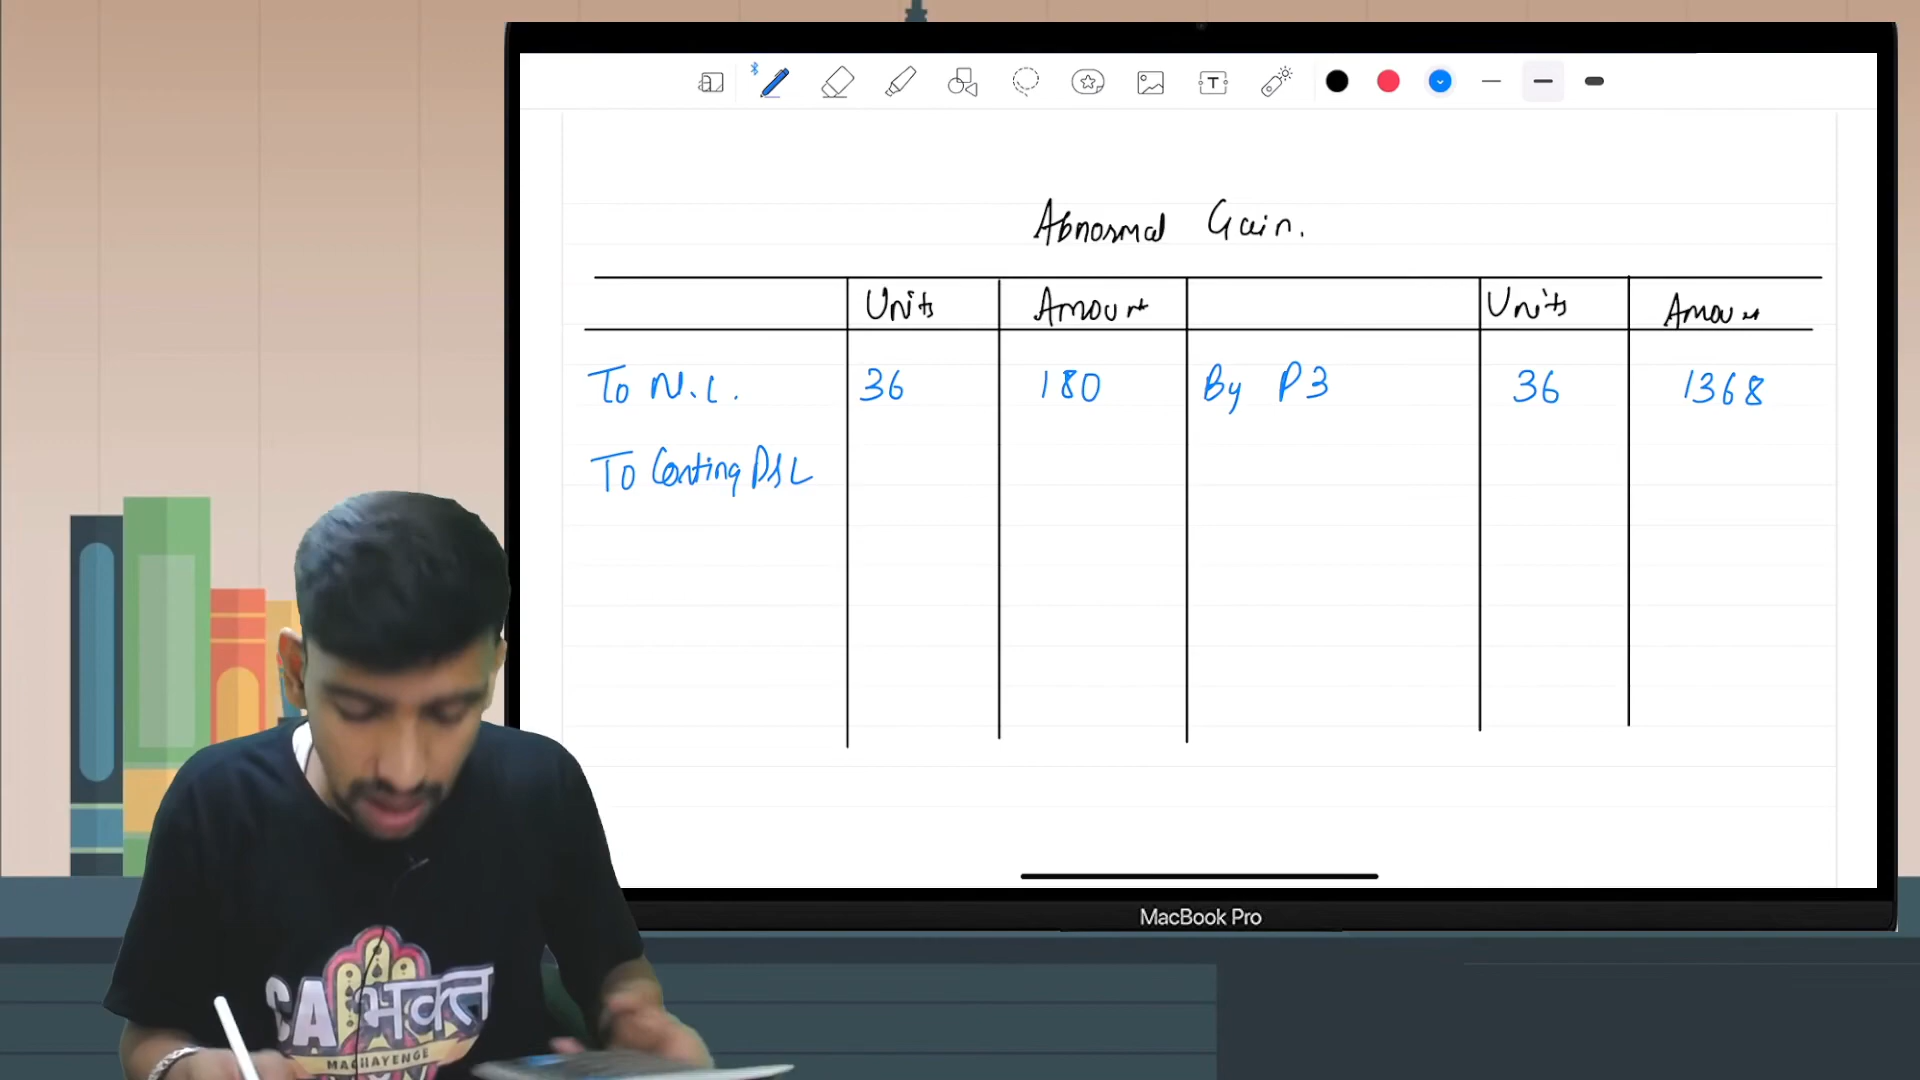 Abnormal Gain.
Units Amount Units Amount
To N.L. 36 180 By P3 36 1368
To Costing P&L
MacBook Pro
CA भक्त
MACHAYENGE